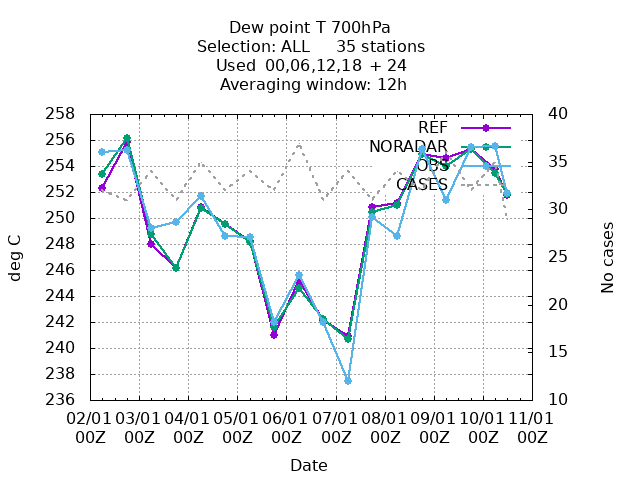 Dew point T 700hPa
Selection: ALL 35 stations
Used 00,06,12,18 + 24
Averaging window: 12h
258
256
254
252
250
248
246
244
242
240
238
236
deg C
40
35
30
25
20
15
10
No cases
REF
NORADAR
OBS
CASES
02/01 03/01 04/01 05/01 06/01 07/01 08/01 09/01 10/01 11/01
00Z 00Z 00Z 00Z 00Z 00Z 00Z 00Z 00Z 00Z
Date